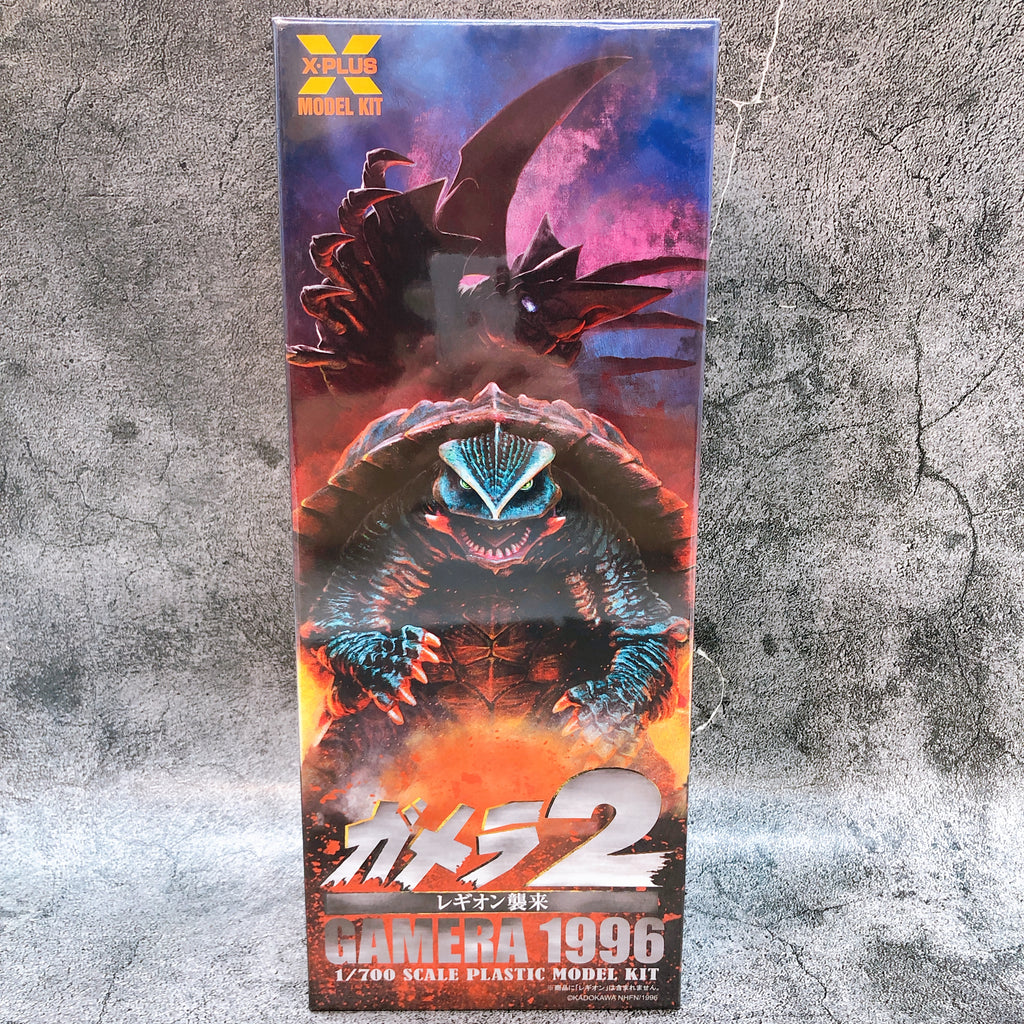 X-PLUS
MODEL KIT
ガメラ2
レギオン襲来
GAMERA 1996
1/700 SCALE PLASTIC MODEL KIT
※商品に「レギオン」は含まれません。
©KADOKAWA NHFN/1996